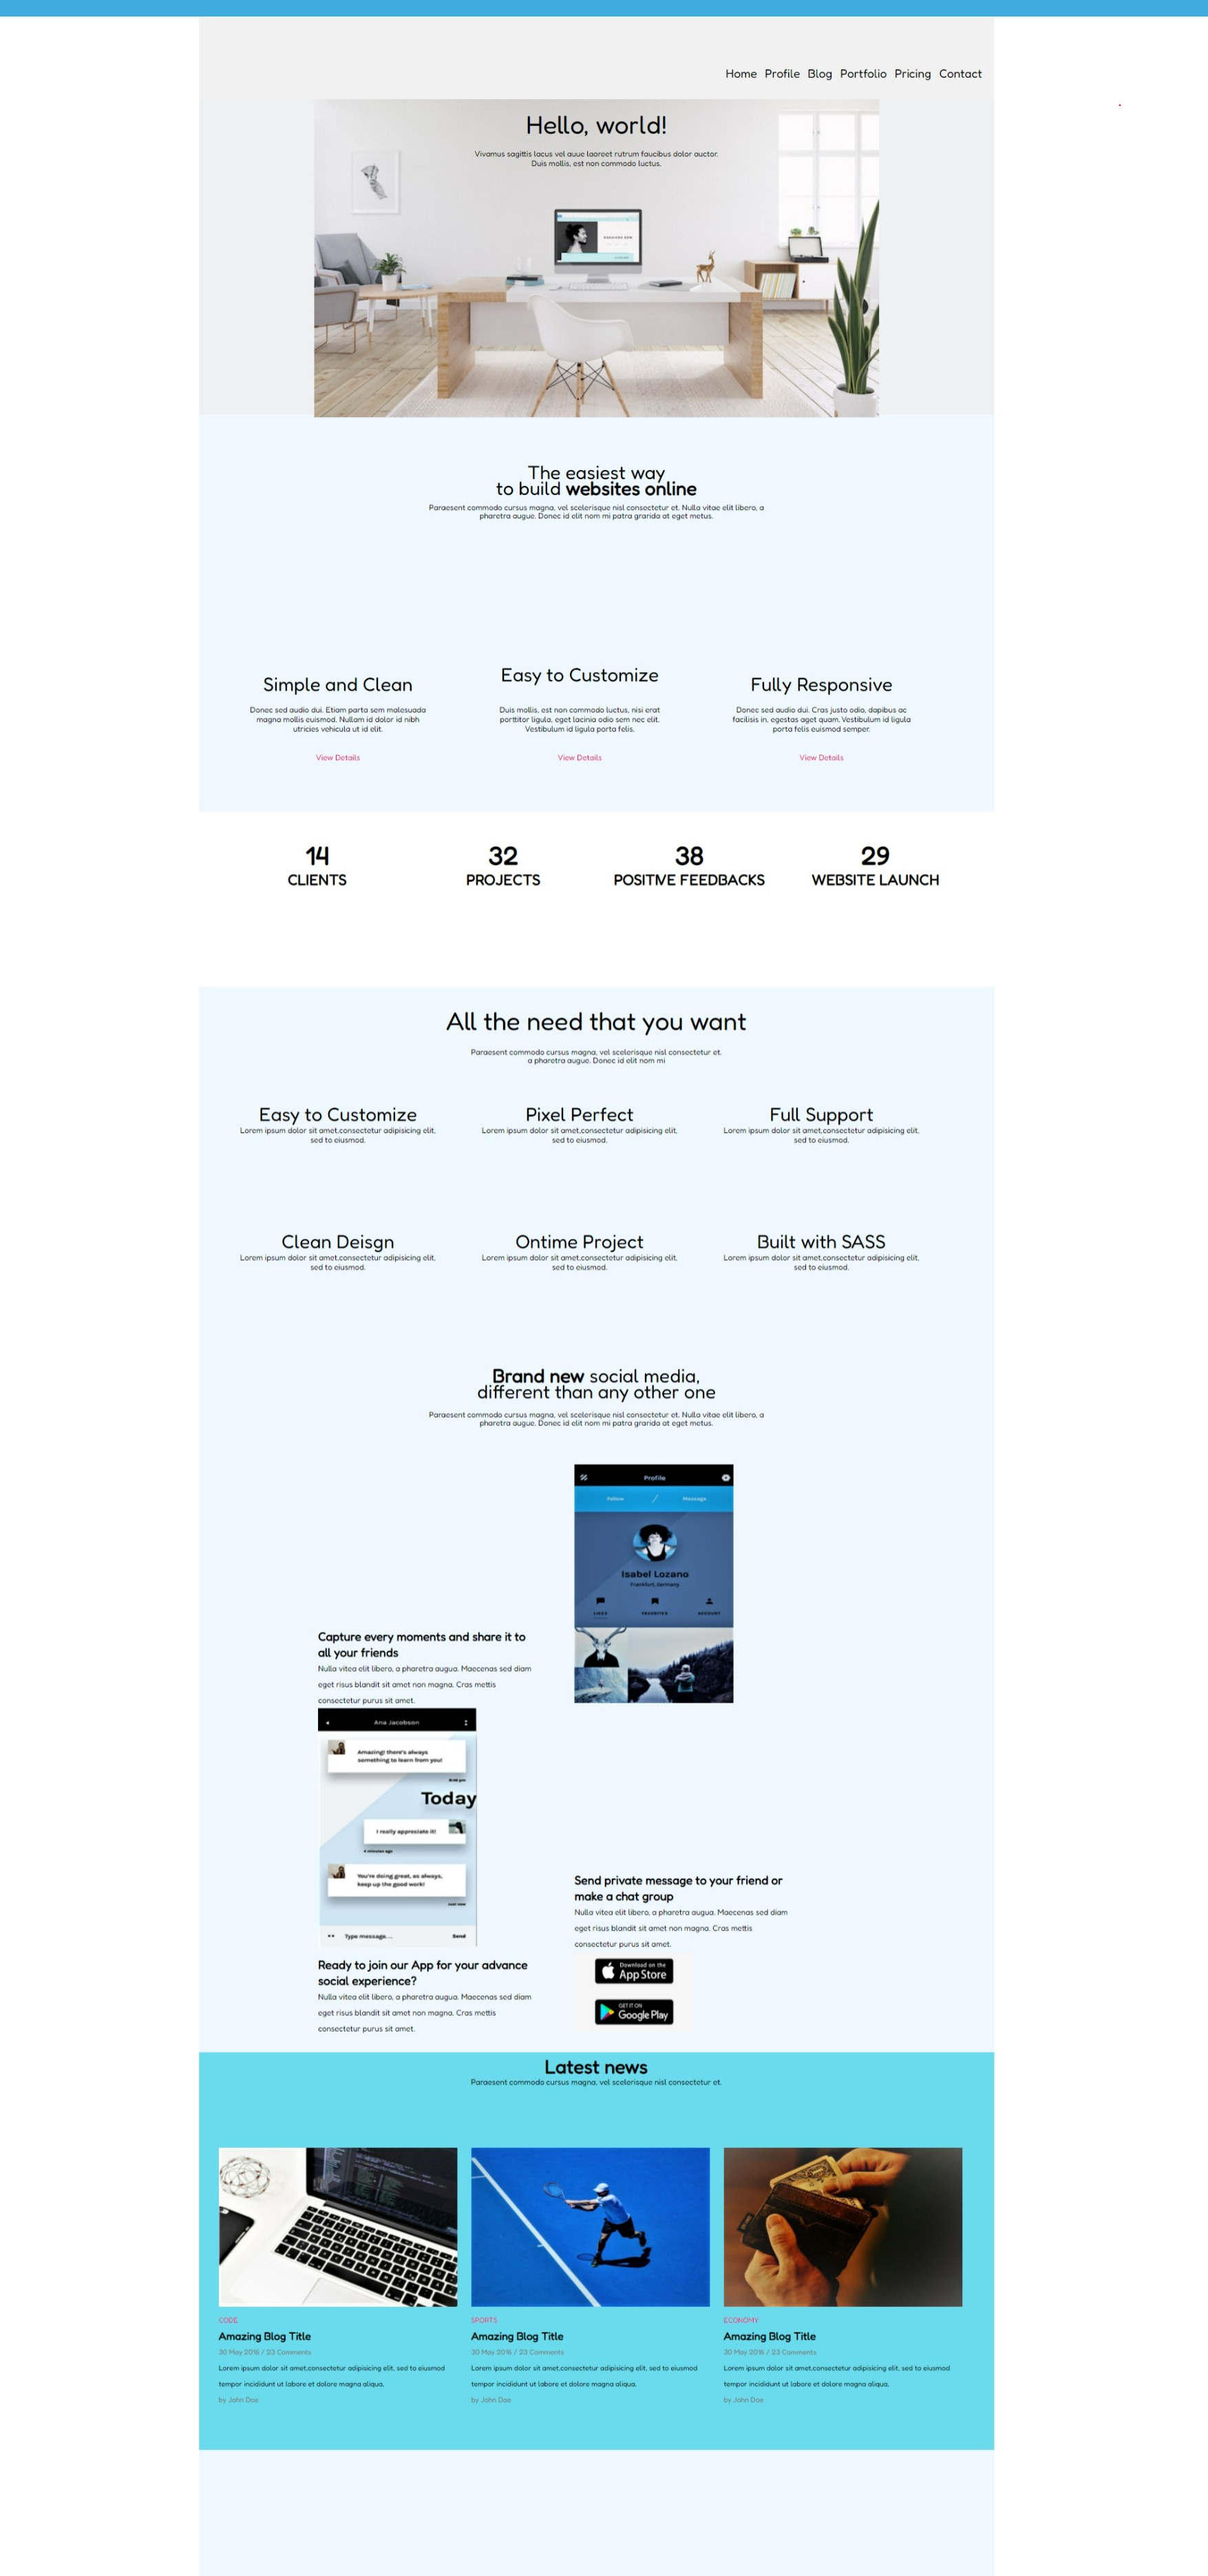 Home Profile Blog Portfolio Pricing Contact
Hello, world!
Vivamus sagittis lacus vel auue laoreet rutrum faucibus dolor auctor.
Duis mollis, est non commodo luctus.
The easiest way
to build websites online
Paraesent commodo cursus magna, vel scelerisque nisl consectetur et. Nulla vitae elit libero, a
pharetra augue. Donec id elit nom mi patra grarida at eget metus.
Simple and Clean
Donec sed audio dui. Etiam parta sem malesuada
magna mollis euismod. Nullam id dolor id nibh
utricies vehicula ut id elit.
View Details
Easy to Customize
Duis mollis, est non commodo luctus, nisi erat
porttitor ligula, eget lacinia odio sem nec elit.
Vestibulum id ligula porta felis.
View Details
Fully Responsive
Donec sed audio dui. Cras justo odio, dapibus ac
facilisis in, egestas aget quam. Vestibulum id ligula
porta felis euismod semper.
View Details
14
CLIENTS
32
PROJECTS
38
POSITIVE FEEDBACKS
29
WEBSITE LAUNCH
All the need that you want
Paraesent commodo cursus magna, vel scelerisque nisl consectetur et.
a pharetra augue. Donec id elit nom mi
Easy to Customize
Lorem ipsum dolor sit amet,consectetur adipisicing elit,
sed to eiusmod.
Pixel Perfect
Lorem ipsum dolor sit amet,consectetur adipisicing elit,
sed to eiusmod.
Full Support
Lorem ipsum dolor sit amet,consectetur adipisicing elit,
sed to eiusmod.
Clean Deisgn
Lorem ipsum dolor sit amet,consectetur adipisicing elit,
sed to eiusmod.
Ontime Project
Lorem ipsum dolor sit amet,consectetur adipisicing elit,
sed to eiusmod.
Built with SASS
Lorem ipsum dolor sit amet,consectetur adipisicing elit,
sed to eiusmod.
Brand new social media,
different than any other one
Paraesent commodo cursus magna, vel scelerisque nisl consectetur et. Nulla vitae elit libero, a
pharetra augue. Donec id elit nom mi patra grarida at eget metus.
Profile
Follow / Message
Isabel Lozano
Frankfurt, Germany
LIKES FAVORITES ACCOUNT
Capture every moments and share it to
all your friends
Nulla vitea elit libero, a pharetra augua. Maecenas sed diam
eget risus blandit sit amet non magna. Cras mettis
consectetur purus sit amet.
Ana Jacobson
Amazing! there's always
something to learn from you!
Today
I really appreciate it!
4 minutes ago
You're doing great, as always,
keep up the good work!
Just now
Type message... Send
Send private message to your friend or
make a chat group
Nulla vitea elit libero, a pharetra augua. Maecenas sed diam
eget risus blandit sit amet non magna. Cras mettis
consectetur purus sit amet.
Ready to join our App for your advance
social experience?
Nulla vitea elit libero, a pharetra augua. Maecenas sed diam
eget risus blandit sit amet non magna. Cras mettis
consectetur purus sit amet.
Download on the
App Store
GET IT ON
Google Play
Latest news
Paraesent commodo cursus magna, vel scelerisque nisl consectetur et.
CODE
Amazing Blog Title
30 May 2016 / 23 Comments
Lorem ipsum dolor sit amet,consectetur adipisicing elit, sed to eiusmod
tempor incididunt ut labore et dolore magna aliqua,
by John Doe
SPORTS
Amazing Blog Title
30 May 2016 / 23 Comments
Lorem ipsum dolor sit amet,consectetur adipisicing elit, sed to eiusmod
tempor incididunt ut labore et dolore magna aliqua,
by John Doe
ECONOMY
Amazing Blog Title
30 May 2016 / 23 Comments
Lorem ipsum dolor sit amet,consectetur adipisicing elit, sed to eiusmod
tempor incididunt ut labore et dolore magna aliqua,
by John Doe